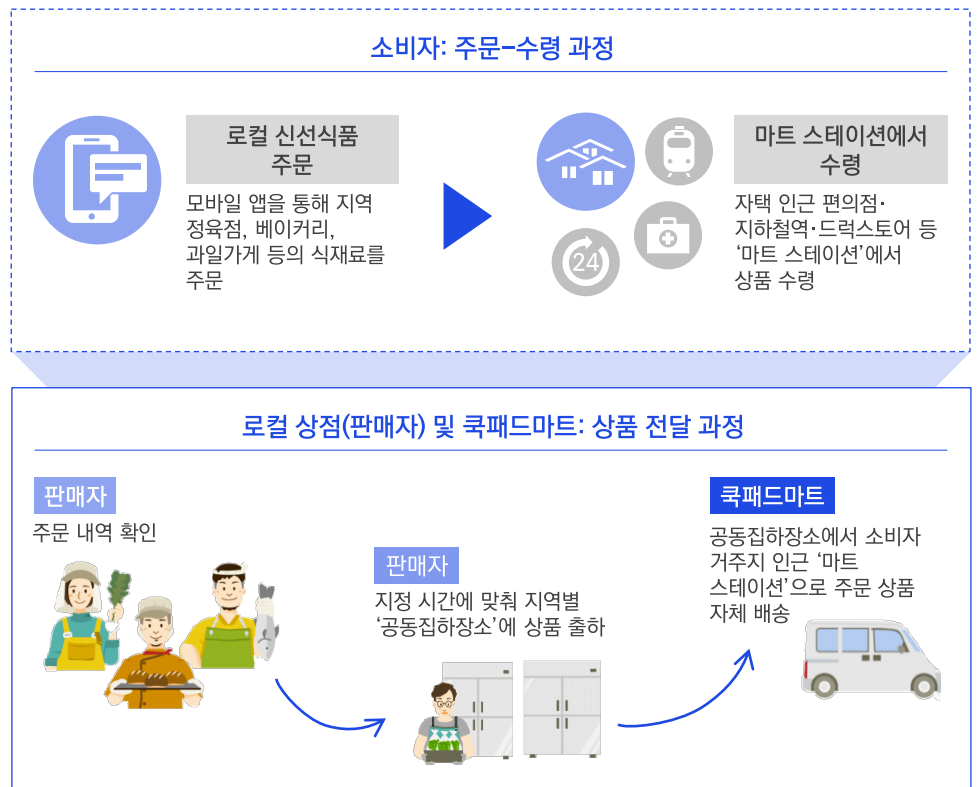 소비자: 주문-수령 과정
로컬 신선식품
주문
모바일 앱을 통해 지역
정육점, 베이커리,
과일가게 등의 식재료를
주문
24
마트 스테이션에서
수령
자택 인근 편의점·
지하철역·드럭스토어 등
‘마트 스테이션’에서
상품 수령
로컬 상점(판매자) 및 쿡패드마트: 상품 전달 과정
판매자
주문 내역 확인
판매자
지정 시간에 맞춰 지역별
‘공동집하장소’에 상품 출하
쿡패드마트
공동집하장소에서 소비자
거주지 인근 ‘마트
스테이션’으로 주문 상품
자체 배송